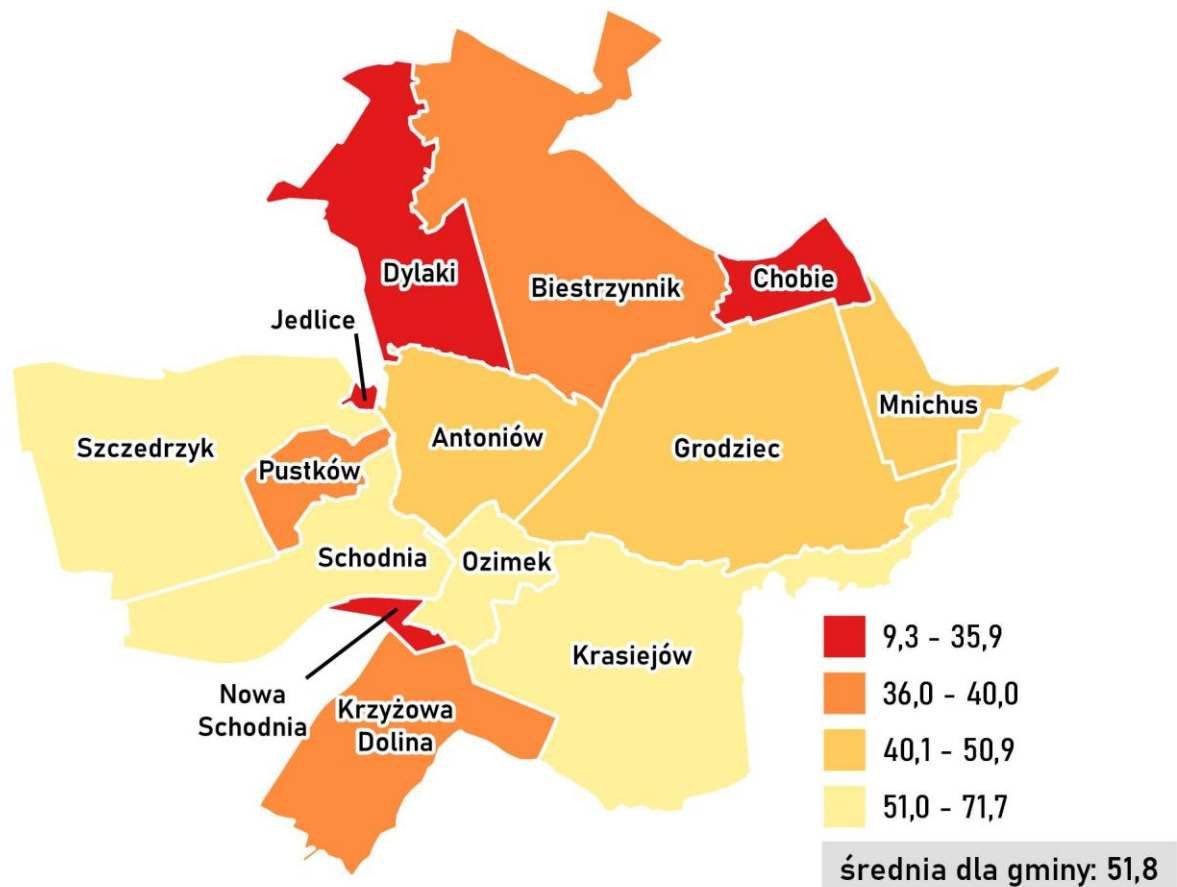 Dylaki
Biestrzynnik
Chobie
Jedlice
Mnichus
Szczedrzyk
Antoniów
Grodziec
Pustków
Schodnia
Ozimek
Krasiejów
Nowa
Schodnia
Krzyżowa
Dolina
9,3 - 35,9
36,0 - 40,0
40,1 - 50,9
51,0 - 71,7
średnia dla gminy: 51,8